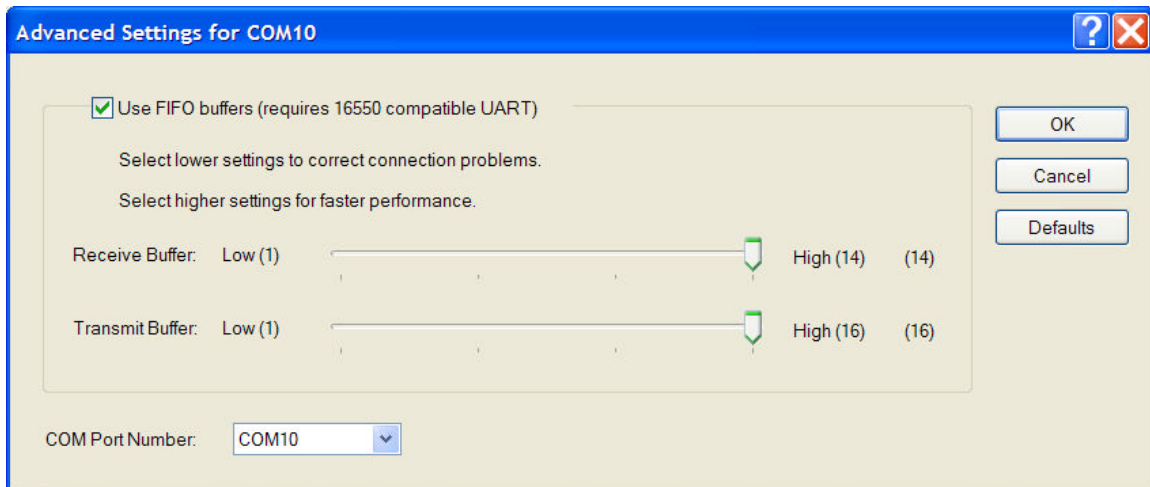 Advanced Settings for COM10
Use FIFO buffers (requires 16550 compatible UART)
Select lower settings to correct connection problems.
Select higher settings for faster performance.
Receive Buffer: Low (1) High (14) (14)
Transmit Buffer: Low (1) High (16) (16)
COM Port Number: COM10
OK
Cancel
Defaults